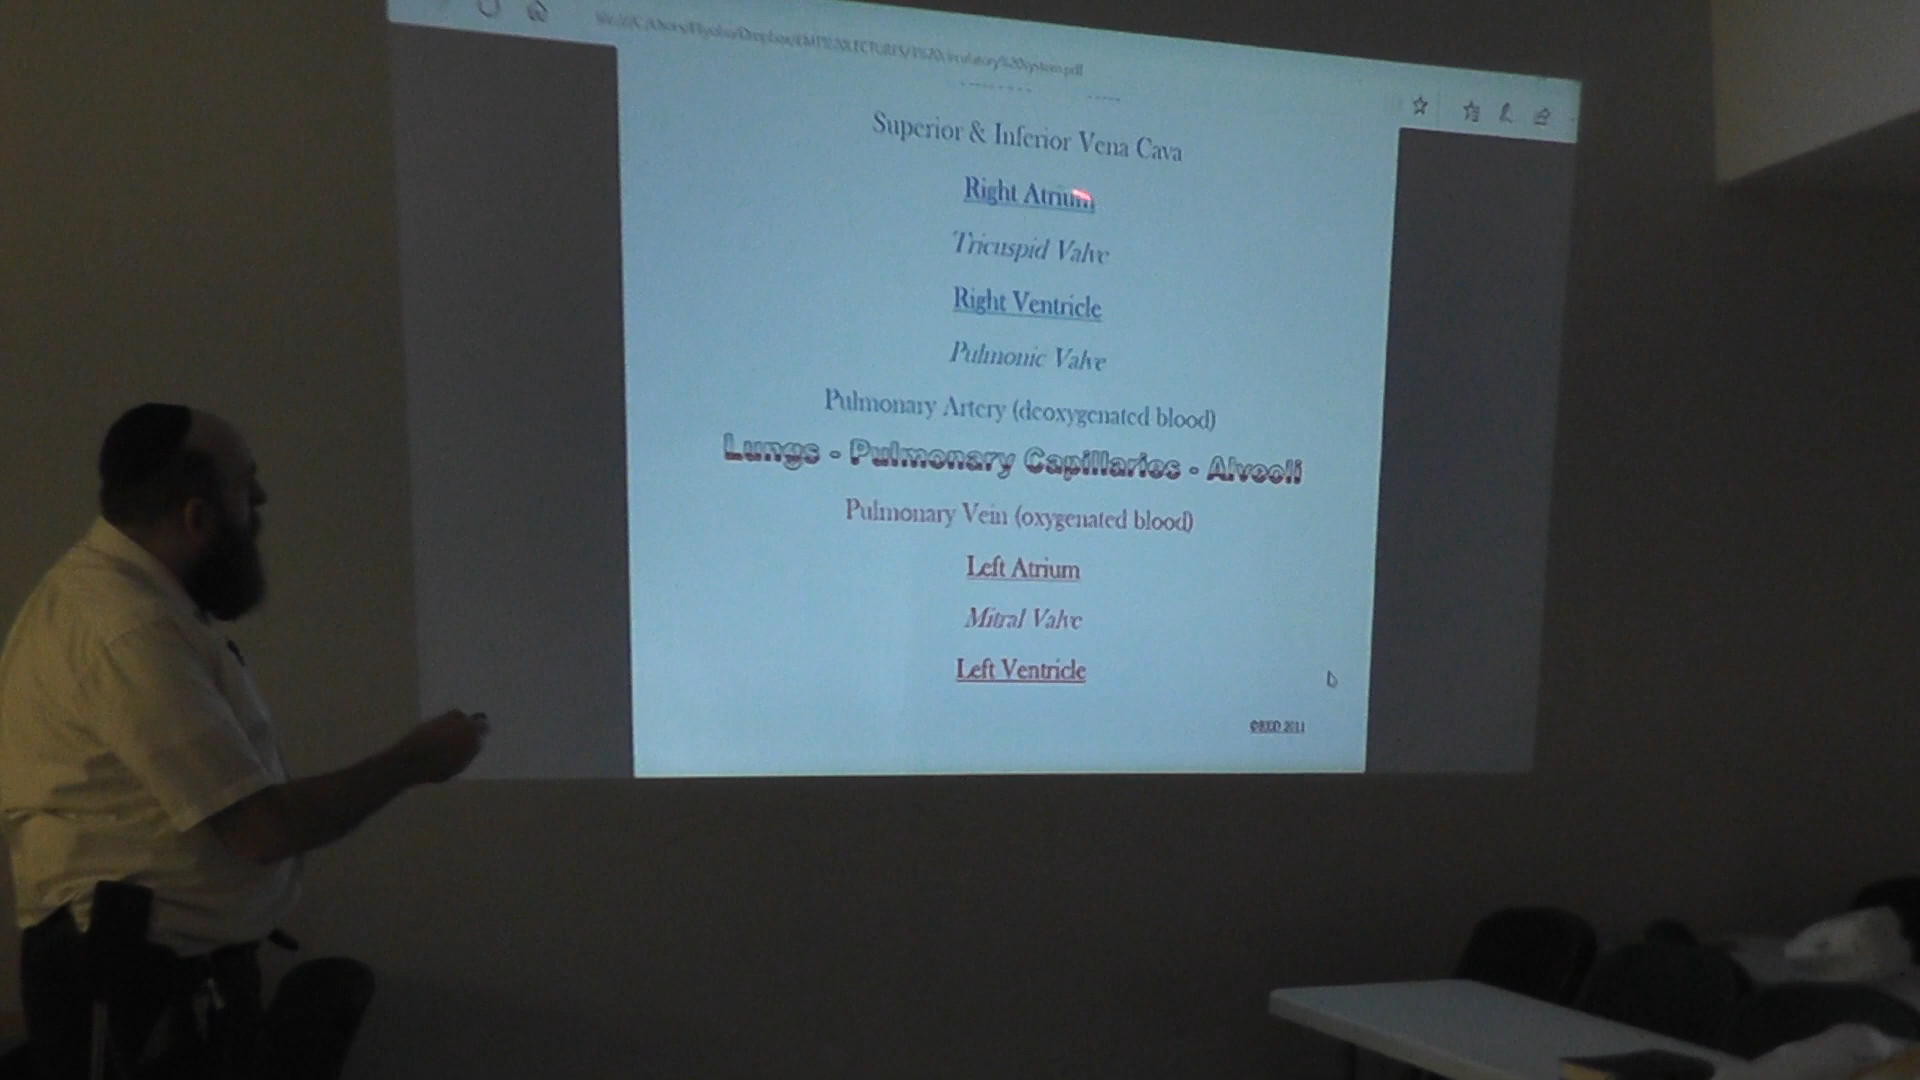 Superior & Inferior Vena Cava
Right Atrium
Tricuspid Valve
Right Ventricle
Pulmonic Valve
Pulmonary Artery (deoxygenated blood)
Lungs - Pulmonary Capillaries - Alveoli
Pulmonary Vein (oxygenated blood)
Left Atrium
Mitral Valve
Left Ventricle
2011